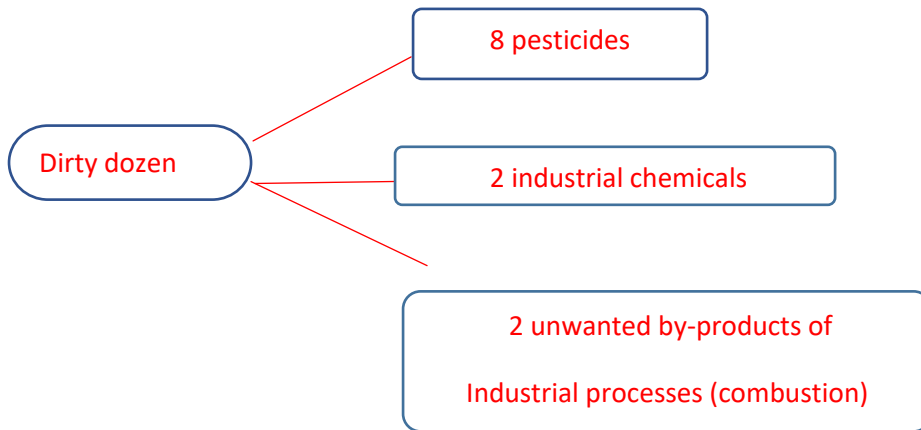 8 pesticides
Dirty dozen
2 industrial chemicals
2 unwanted by-products of
Industrial processes (combustion)